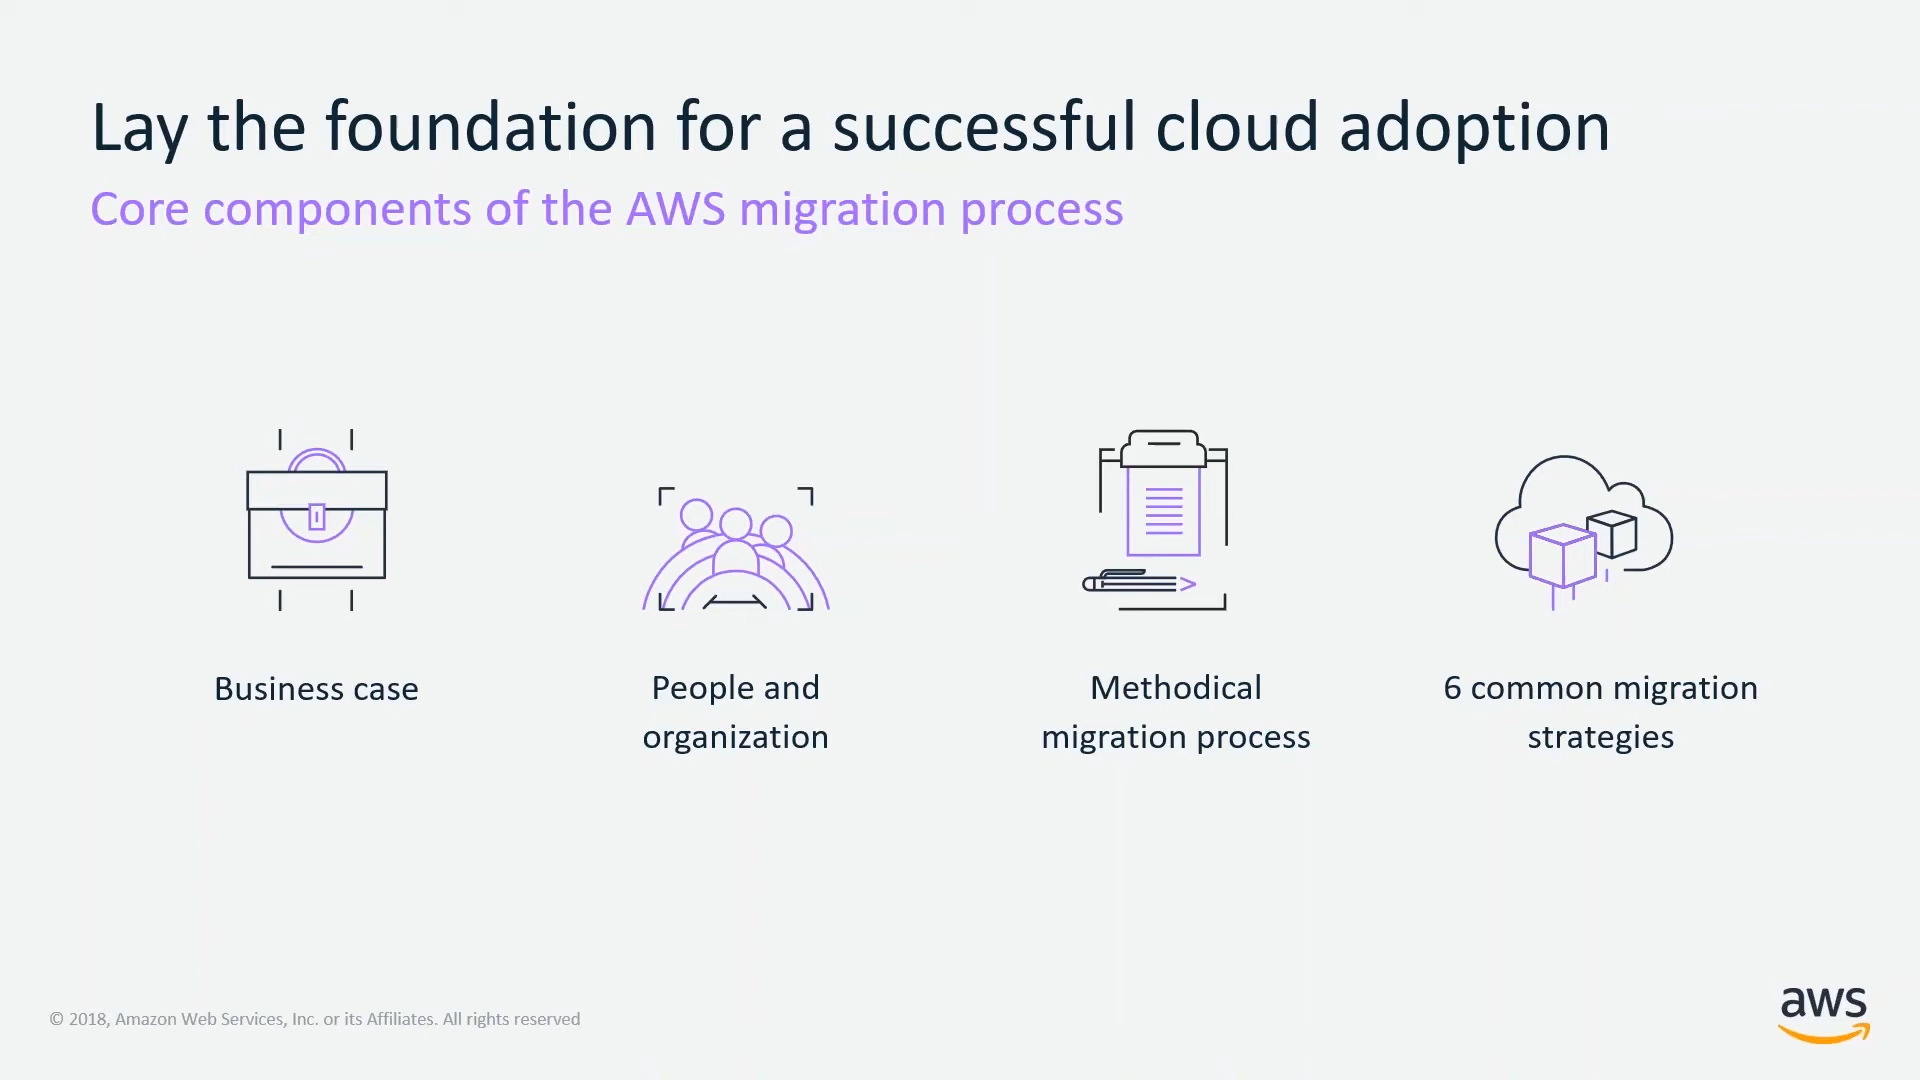 Lay the foundation for a successful cloud adoption
Core components of the AWS migration process
Business case
People and
organization
Methodical
migration process
6 common migration
strategies
© 2018, Amazon Web Services, Inc. or its Affiliates. All rights reserved
aws